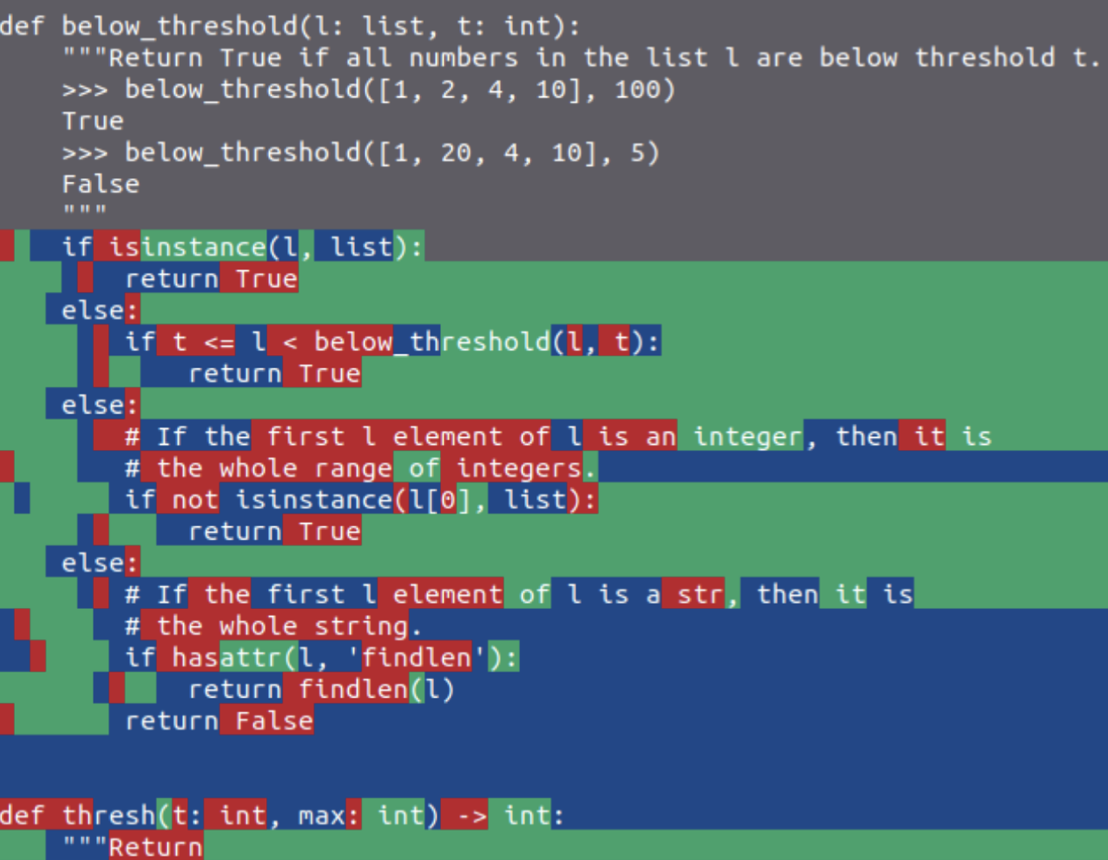 def below_threshold(l: list, t: int):
    """Return True if all numbers in the list l are below threshold t.
    >>> below_threshold([1, 2, 4, 10], 100)
    True
    >>> below_threshold([1, 20, 4, 10], 5)
    False
    """
    if isinstance(l, list):
        return True
    else:
        if t <= l < below_threshold(l, t):
            return True
    else:
        # If the first l element of l is an integer, then it is
        # the whole range of integers.
        if not isinstance(l[0], list):
            return True
    else:
        # If the first l element of l is a str, then it is
        # the whole string.
        if hasattr(l, 'findlen'):
            return findlen(l)
        return False
def thresh(t: int, max: int) -> int:
    """Return